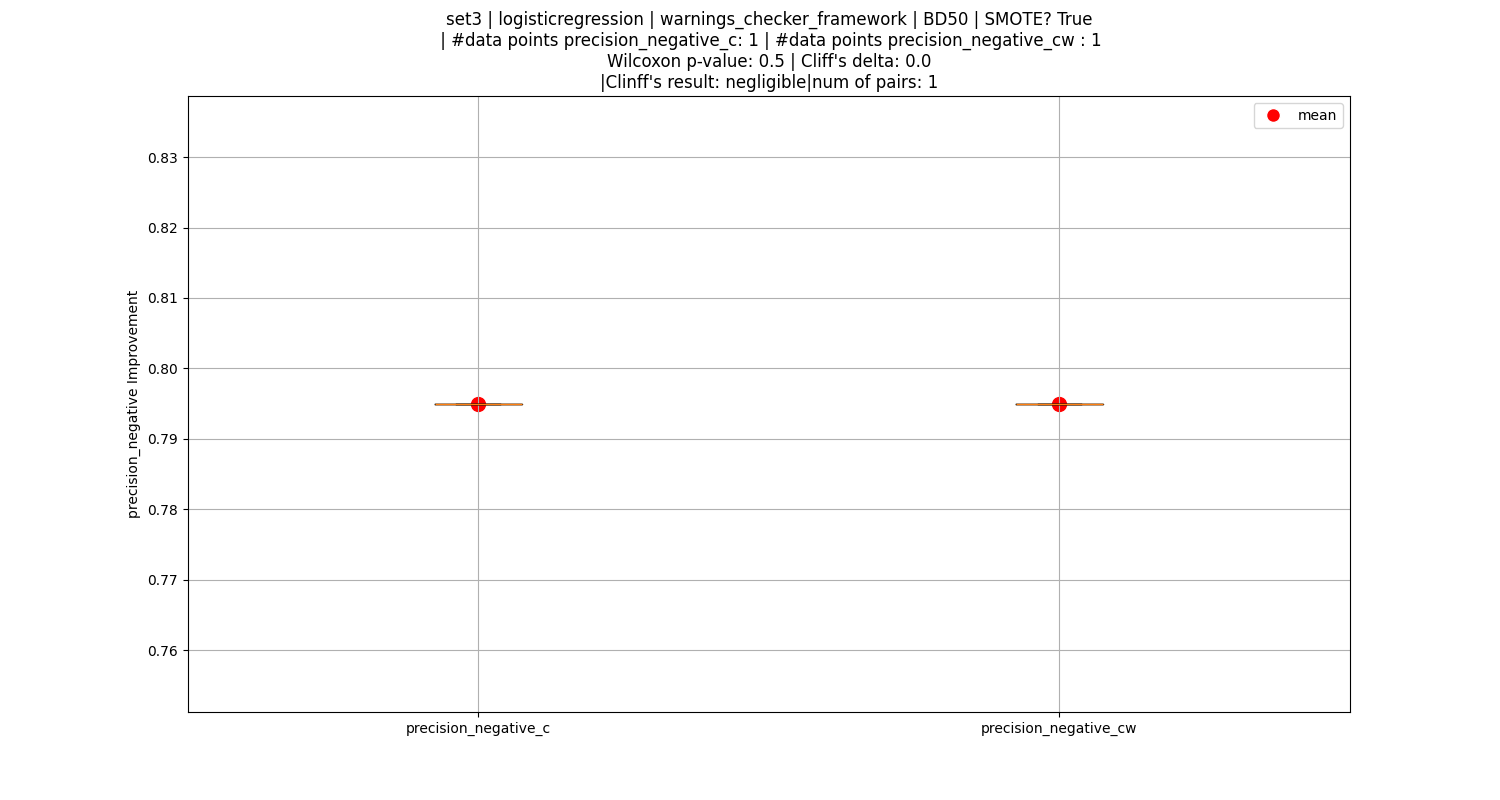 set3 | logisticregression | warnings_checker_framework | BD50 | SMOTE? True
| #data points precision_negative_c: 1 | #data points precision_negative_cw : 1
Wilcoxon p-value: 0.5 | Cliff's delta: 0.0
|Clinff's result: negligible|num of pairs: 1
mean
0.83
0.82
0.81
0.80
0.79
0.78
0.77
0.76
precision_negative Improvement
precision_negative_c
precision_negative_cw